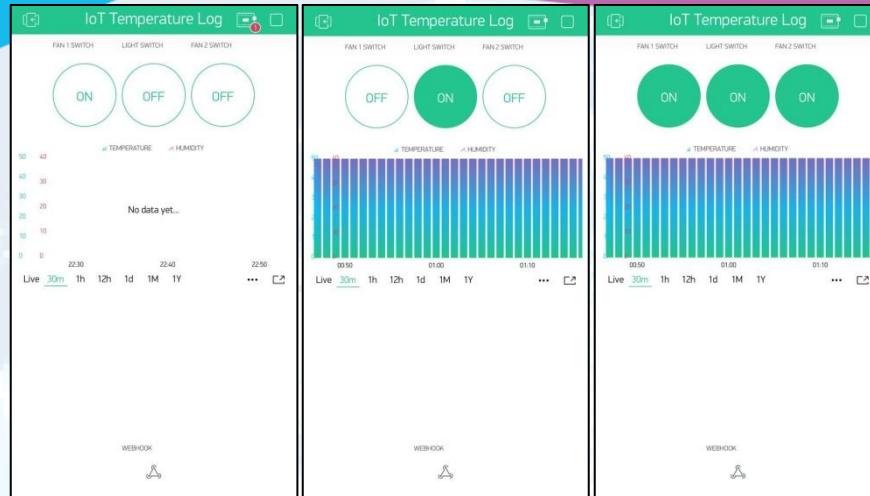 IoT Temperature Log
1
FAN 1 SWITCH LIGHT SWITCH FAN 2 SWITCH
ON OFF OFF
TEMPERATURE HUMIDITY
50 40
40 30
30 20
20 10
10 0
0
No data yet...
22:30 22:40 22:50
Live 30m 1h 12h 1d 1M 1Y ...
WEBHOOK
IoT Temperature Log
FAN 1 SWITCH LIGHT SWITCH FAN 2 SWITCH
OFF ON OFF
TEMPERATURE HUMIDITY
00:50 01:00 01:10
Live 30m 1h 12h 1d 1M 1Y ...
WEBHOOK
IoT Temperature Log
FAN 1 SWITCH LIGHT SWITCH FAN 2 SWITCH
ON ON ON
TEMPERATURE HUMIDITY
00:50 01:00 01:10
Live 30m 1h 12h 1d 1M 1Y ...
WEBHOOK